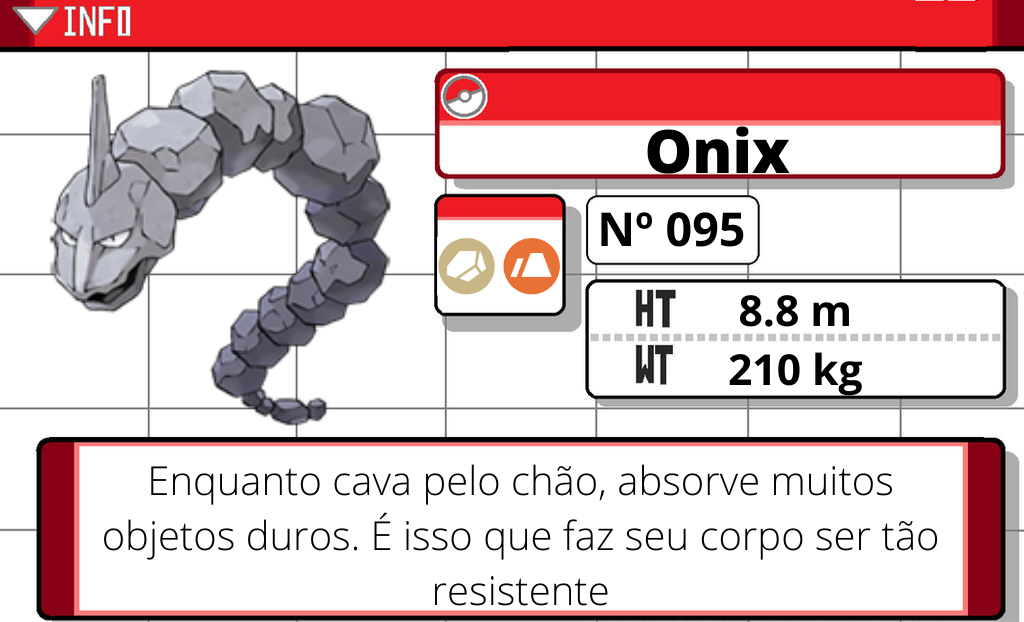 INFO
Onix
Nº 095
HT 8.8 m
WT 210 kg
Enquanto cava pelo chão, absorve muitos
objetos duros. É isso que faz seu corpo ser tão
resistente